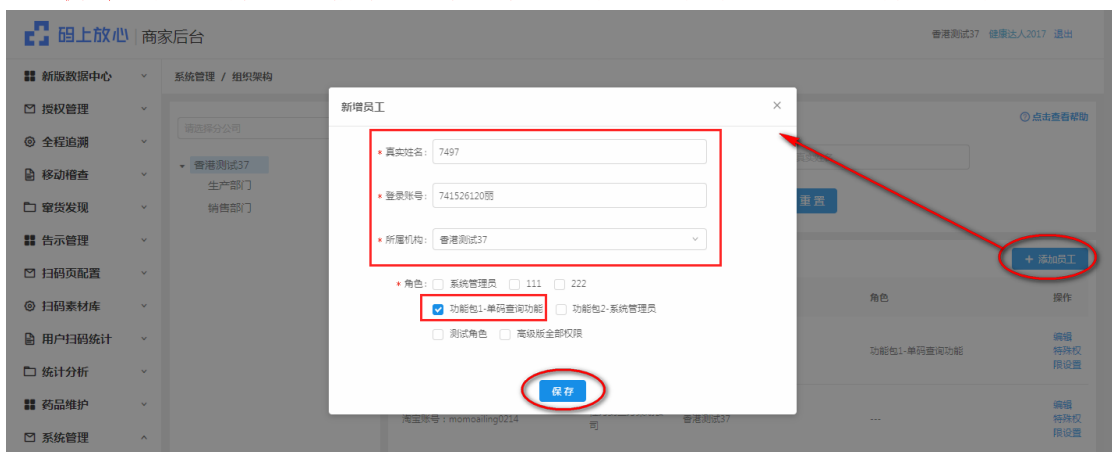 码上放心 | 商家后台
香港测试37 健康达人2017 退出
新版数据中心
系统管理 / 组织架构
授权管理
全程追溯
移动稽查
窜货发现
告示管理
扫码页配置
扫码素材库
用户扫码统计
统计分析
药品维护
系统管理
请选择分公司
香港测试37
生产部门
销售部门
新增员工
×
* 真实姓名: 7497
* 登录账号: 741526120丽
* 所属机构: 香港测试37
* 角色: 系统管理员 111 222
功能包1-单码查询功能 功能包2-系统管理员
测试角色 高级版全部权限
保存
点击查看帮助
重置
+ 添加员工
角色 操作
功能包1-单码查询功能
编辑
特殊权
限设置
淘宝账号：momoailing0214
司
香港测试37
---
编辑
特殊权
限设置